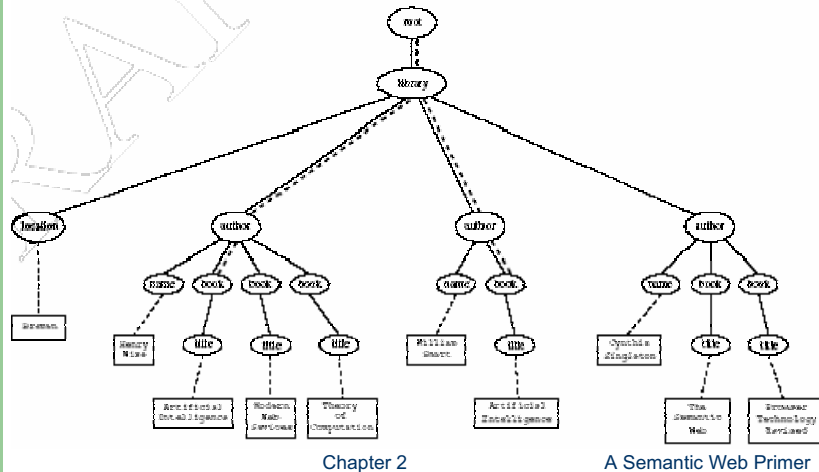 root
library
location author author author
name book book book name book name book book
Bremen
Henry
Wise
title title title
William
Smart
title
Cynthia
Singleton
title title
Artificial
Intelligence
Modern
Web
Sevices
Theory
of
Computation
Artificial
Intelligence
The
Semantic
Web
Browser
Technology
Revised
Chapter 2
A Semantic Web Primer